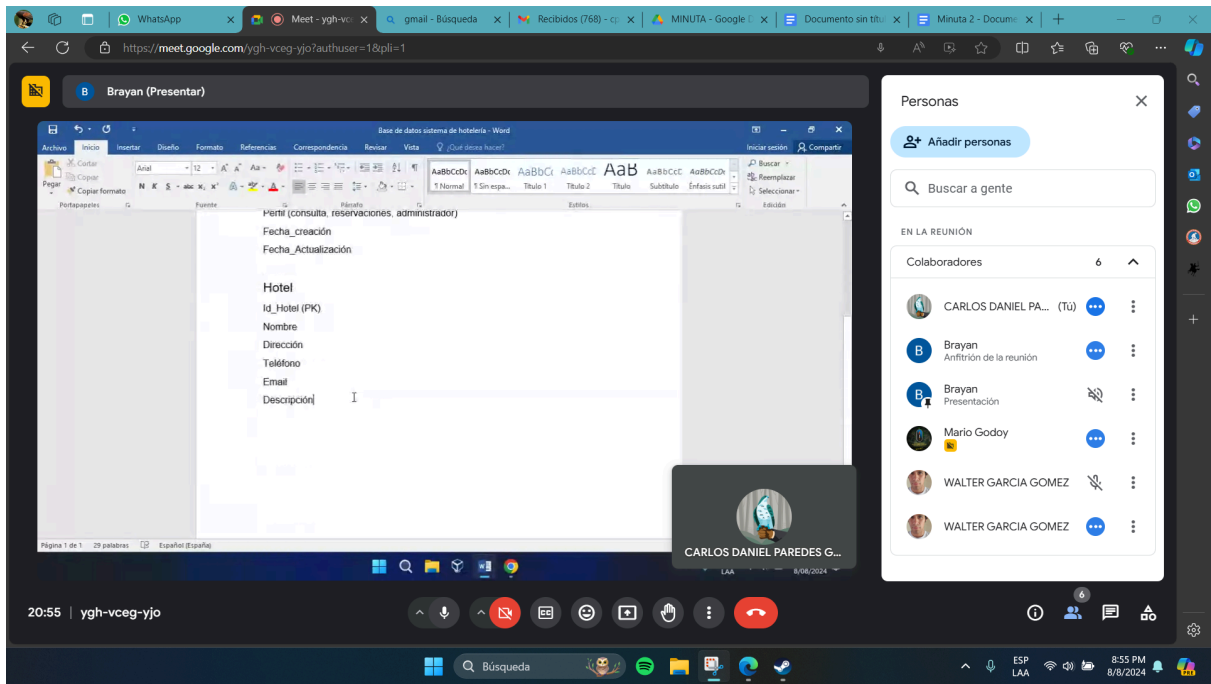 WhatsApp
Meet - ygh-vc
gmail - Búsqueda
Recibidos (768) - cp
MINUTA - Google D
Documento sin títu
Minuta 2 - Docume
https://meet.google.com/ygh-vceg-yjo?authuser=1&pli=1
B Brayan (Presentar)
Base de datos sistema de hotelería - Word
Archivo Inicio Insertar Diseño Formato Referencias Correspondencia Revisar Vista ¿Qué desea hacer? Iniciar sesión Compartir
Pegar
Cortar
Copiar
Copiar formato
Arial 12
N K S
AaBbCcDc AaBbCcDc AaBbCc AaBbCcE AaB AaBbCcC AaBbCcDc
1 Normal 1 Sin espa... Título 1 Título 2 Título Subtítulo Énfasis sutil
Buscar
Reemplazar
Seleccionar
Portapapeles Fuente Párrafo Estilos Edición
Perfil (consulta, reservaciones, administrador)
Fecha_creación
Fecha_Actualización
Hotel
Id_Hotel (PK)
Nombre
Dirección
Teléfono
Email
Descripción
Página 1 de 1 29 palabras Español (España)
LAA
8/08/2024
CARLOS DANIEL PAREDES G...
Personas
Añadir personas
Buscar a gente
EN LA REUNIÓN
Colaboradores 6
CARLOS DANIEL PA... (Tú)
B Brayan
Anfitrión de la reunión
B Brayan
Presentación
Mario Godoy
WALTER GARCIA GOMEZ
WALTER GARCIA GOMEZ
20:55 | ygh-vceg-yjo
CC
6
Búsqueda
ESP
LAA
8:55 PM
8/8/2024